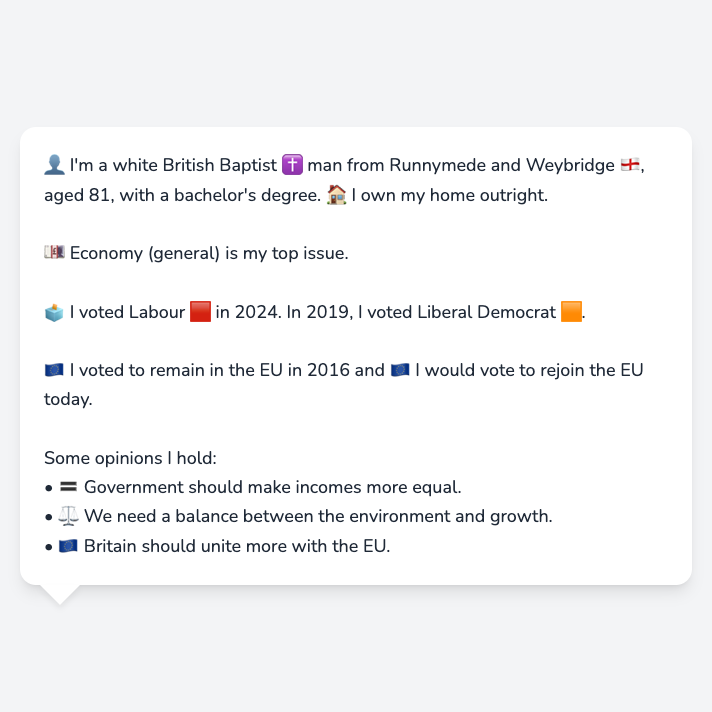 👤 I'm a white British Baptist ✝️ man from Runnymede and Weybridge 🏴󠁧󠁢󠁥󠁮󠁧󠁿,
aged 81, with a bachelor's degree. 🏠 I own my home outright.
💷 Economy (general) is my top issue.
🗳️ I voted Labour 🟥 in 2024. In 2019, I voted Liberal Democrat 🟧.
🇪🇺 I voted to remain in the EU in 2016 and 🇪🇺 I would vote to rejoin the EU
today.
Some opinions I hold:
• 🟰 Government should make incomes more equal.
• ⚖️ We need a balance between the environment and growth.
• 🇪🇺 Britain should unite more with the EU.